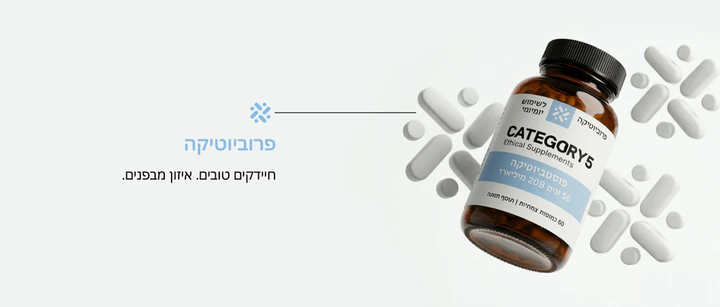 פרוביוטיקה
חיידקים טובים. איזון מבפנים.
לשימוש
יומיומי
פרוביוטיקה
CATEGORY5
Ethical Supplements
פוסטביוטיקה
56 זנים 20B מיליארד
60 כמוסות צמחיות | תוסף תזונה